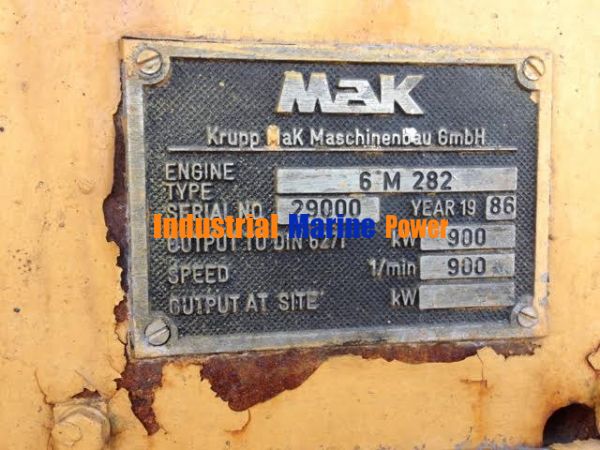 MaK
Krupp MaK Maschinenbau GmbH
ENGINE TYPE 6 M 282
SERIAL NO. 29000 YEAR 19 86
Industrial Marine Power
OUTPUT TO DIN 6271 kW 900
SPEED 1/min 900
OUTPUT AT SITE kW